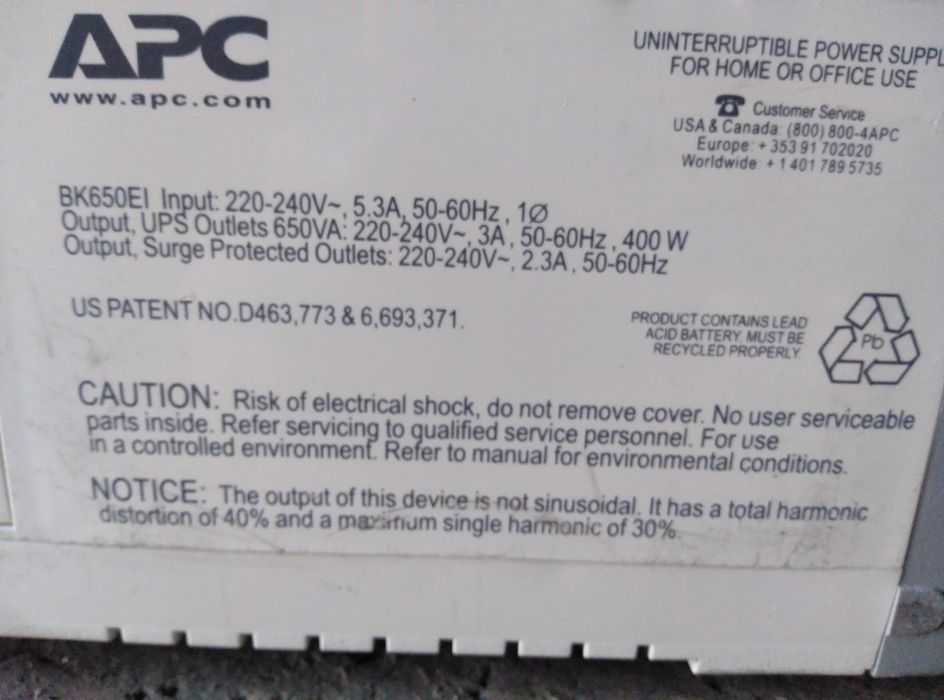 APC
www.apc.com
UNINTERRUPTIBLE POWER SUPPL
FOR HOME OR OFFICE USE
Customer Service
USA & Canada: (800) 800-4APC
Europe: + 353 91 702020
Worldwide: + 1 401 789 5735
BK650EI Input: 220-240V~, 5.3A, 50-60Hz, 1Ø
Output, UPS Outlets 650VA: 220-240V~, 3A, 50-60Hz, 400 W
Output, Surge Protected Outlets: 220-240V~, 2.3A, 50-60Hz
US PATENT NO.D463,773 & 6,693,371.
PRODUCT CONTAINS LEAD
ACID BATTERY. MUST BE
RECYCLED PROPERLY
Pb
CAUTION: Risk of electrical shock, do not remove cover. No user serviceable
parts inside. Refer servicing to qualified service personnel. For use
in a controlled environment. Refer to manual for environmental conditions.
NOTICE: The output of this device is not sinusoidal. It has a total harmonic
distortion of 40% and a maximum single harmonic of 30%.